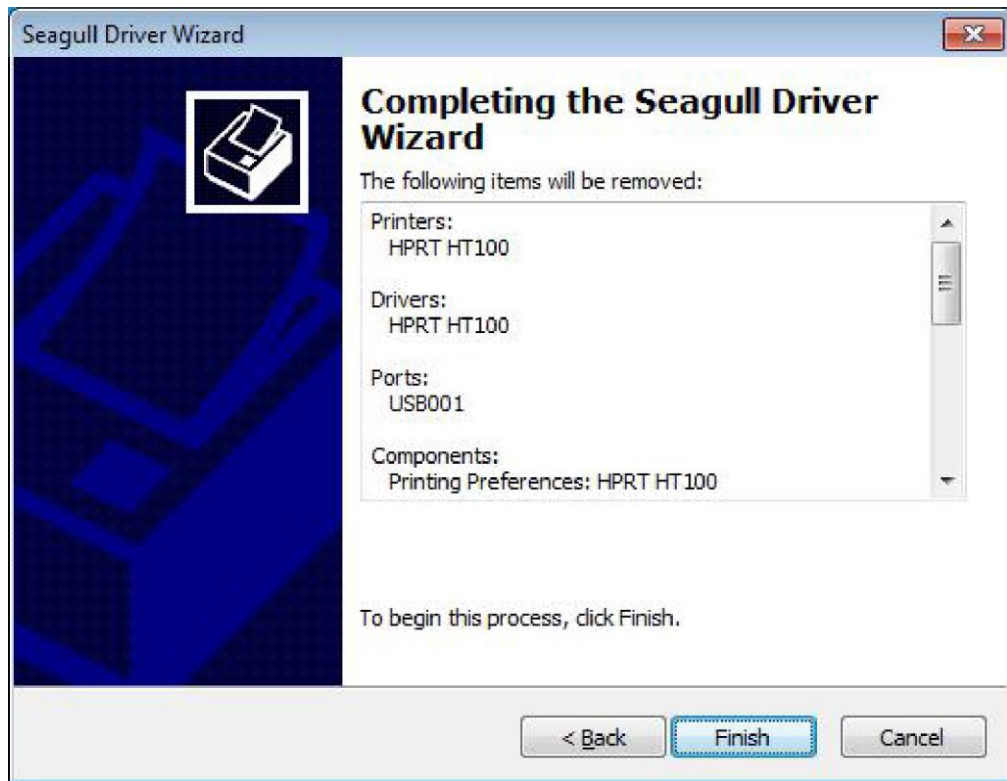 Seagull Driver Wizard
Completing the Seagull Driver
Wizard
The following items will be removed:
Printers:
HPRT HT100
Drivers:
HPRT HT100
Ports:
USB001
Components:
Printing Preferences: HPRT HT100
To begin this process, click Finish.
< Back
Finish
Cancel